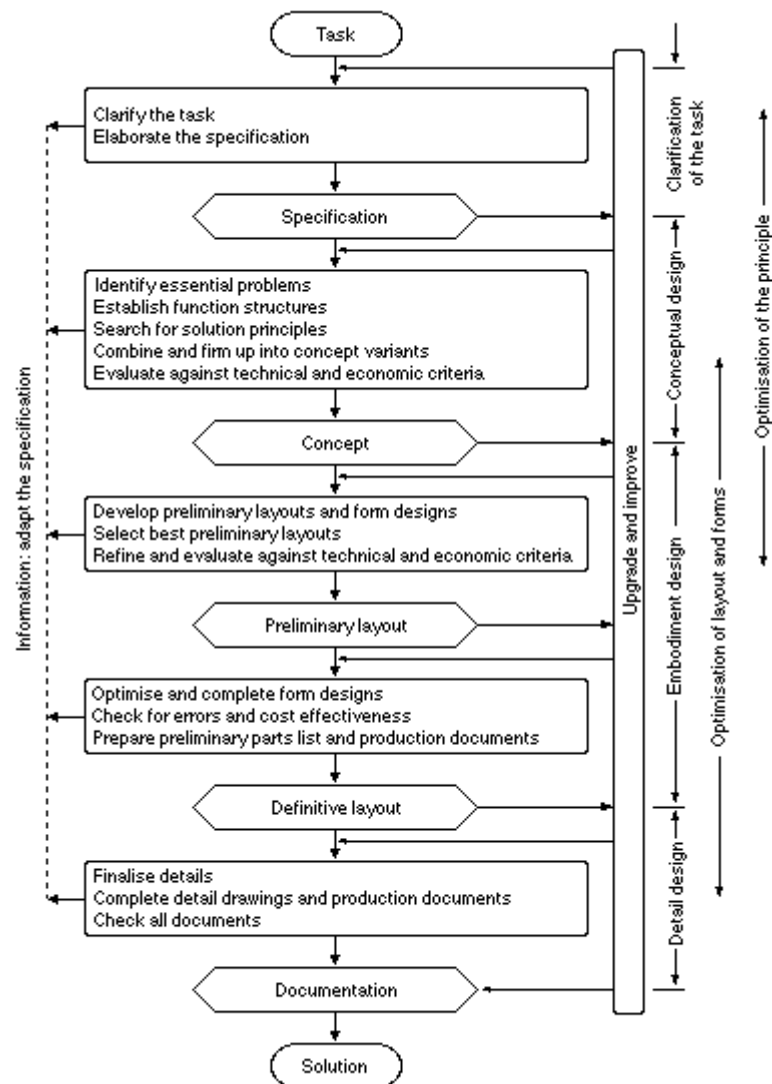 Task
Clarify the task
Elaborate the specification
Specification
Identify essential problems
Establish function structures
Search for solution principles
Combine and firm up into concept variants
Evaluate against technical and economic criteria
Concept
Develop preliminary layouts and form designs
Select best preliminary layouts
Refine and evaluate against technical and economic criteria
Preliminary layout
Optimise and complete form designs
Check for errors and cost effectiveness
Prepare preliminary parts list and production documents
Definitive layout
Finalise details
Complete detail drawings and production documents
Check all documents
Documentation
Solution
Information: adapt the specification
Upgrade and improve
Clarification
of the task
Conceptual design
Embodiment design
Detail design
Optimisation of layout and forms
Optimisation of the principle